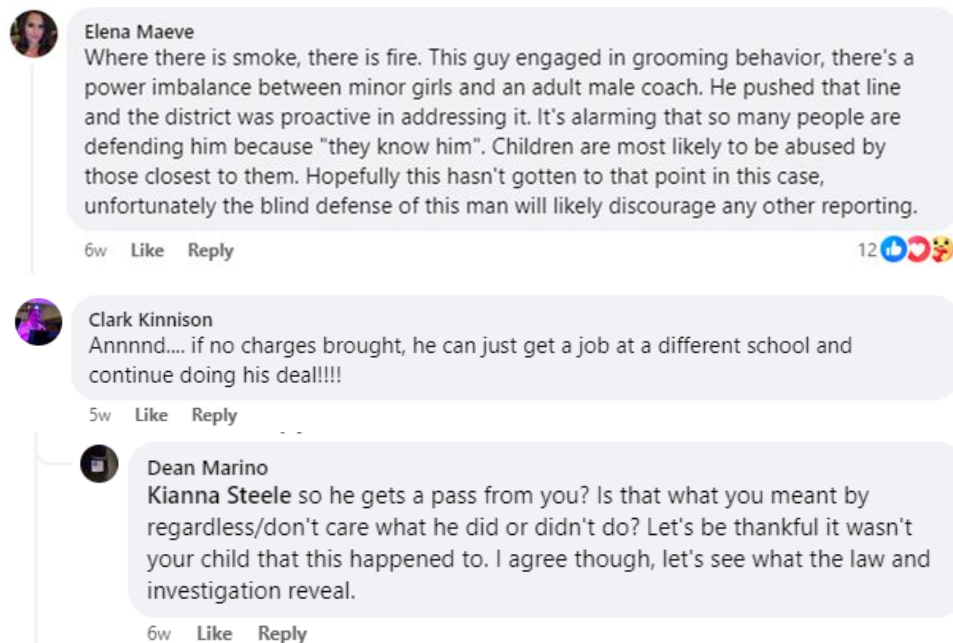 Elena Maeve
Where there is smoke, there is fire. This guy engaged in grooming behavior, there's a
power imbalance between minor girls and an adult male coach. He pushed that line
and the district was proactive in addressing it. It's alarming that so many people are
defending him because "they know him". Children are most likely to be abused by
those closest to them. Hopefully this hasn't gotten to that point in this case,
unfortunately the blind defense of this man will likely discourage any other reporting.
6w Like Reply 12
Clark Kinnison
Annnnd.... if no charges brought, he can just get a job at a different school and
continue doing his deal!!!!
5w Like Reply
Dean Marino
Kianna Steele so he gets a pass from you? Is that what you meant by
regardless/don't care what he did or didn't do? Let's be thankful it wasn't
your child that this happened to. I agree though, let's see what the law and
investigation reveal.
6w Like Reply